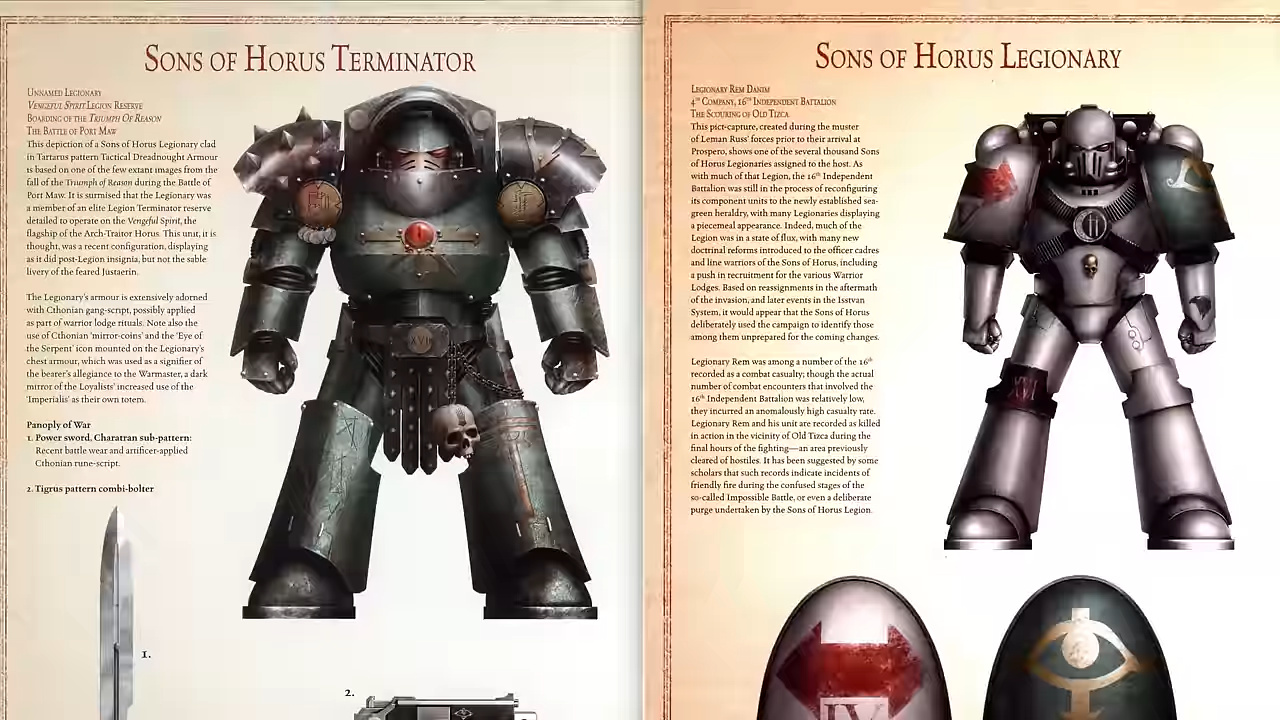 Sons of Horus Terminator
Unnamed Legionary
Vengeful Spirit Legion Reserve
Boarding of the Triumph Of Reason
The Battle of Port Maw
This depiction of a Sons of Horus Legionary clad
in Tartarus pattern Tactical Dreadnought Armour
is based on one of the few extant images from the
fall of the Triumph of Reason during the Battle of
Port Maw. It is surmised that the Legionary was
a member of an elite Legion Terminator reserve
detailed to operate on the Vengeful Spirit, the
flagship of the Arch-Traitor Horus. This unit, it is
thought, was a recent configuration, displaying
as it did post-Legion insignia, but not the sable
livery of the feared Justaerin.
The Legionary's armour is extensively adorned
with Cthonian gang-script, possibly applied
as part of warrior lodge rituals. Note also the
use of Cthonian 'mirror-coins' and the 'Eye of
the Serpent' icon mounted on the Legionary's
chest armour, which was used as a signifier of
the bearer's allegiance to the Warmaster, a dark
mirror of the Loyalists' increased use of the
'Imperialis' as their own totem.
Panoply of War
1. Power sword, Charatran sub-pattern:
Recent battle wear and artificer-applied
Cthonian rune-script.
2. Tigrus pattern combi-bolter
1.
2.
XVI
Sons of Horus Legionary
Legionary Rem Danim
4th Company, 16th Independent Battalion
The Scouring of Old Tizca
This pict-capture, created during the muster
of Leman Russ' forces prior to their arrival at
Prospero, shows one of the several thousand Sons
of Horus Legionaries assigned to the host. As
with much of that Legion, the 16th Independent
Battalion was still in the process of reconfiguring
its component units to the newly established sea-
green heraldry, with many Legionaries displaying
a piecemeal appearance. Indeed, much of the
Legion was in a state of flux, with many new
doctrinal reforms introduced to the officer cadres
and line warriors of the Sons of Horus, including
a push in recruitment for the various Warrior
Lodges. Based on reassignments in the aftermath
of the invasion, and later events in the Isstvan
System, it would appear that the Sons of Horus
deliberately used the campaign to identify those
among them unprepared for the coming changes.
Legionary Rem was among a number of the 16th
recorded as a combat casualty; though the actual
number of combat encounters that involved the
16th Independent Battalion was relatively low,
they incurred an anomalously high casualty rate.
Legionary Rem and his unit are recorded as killed
in action in the vicinity of Old Tizca during the
final hours of the fighting—an area previously
cleared of hostiles. It has been suggested by some
scholars that such records indicate incidents of
friendly fire during the confused stages of the
so-called Impossible Battle, or even a deliberate
purge undertaken by the Sons of Horus Legion.
XVI
IV